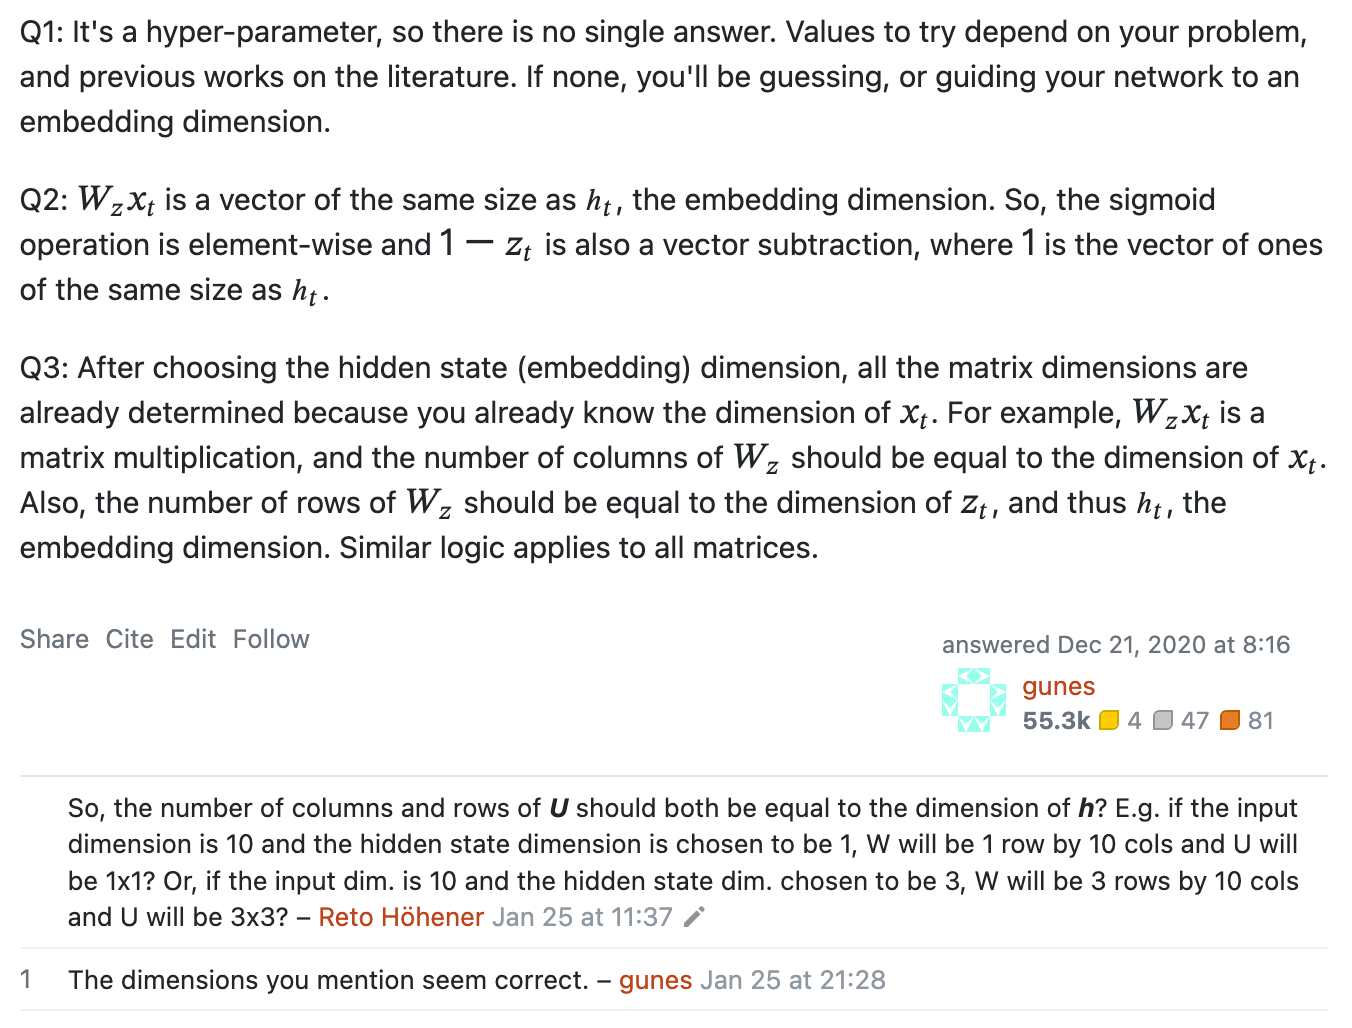 Q1: It's a hyper-parameter, so there is no single answer. Values to try depend on your problem,
and previous works on the literature. If none, you'll be guessing, or guiding your network to an
embedding dimension.
Q2: W_z x_t is a vector of the same size as h_t, the embedding dimension. So, the sigmoid
operation is element-wise and 1 − z_t is also a vector subtraction, where 1 is the vector of ones
of the same size as h_t.
Q3: After choosing the hidden state (embedding) dimension, all the matrix dimensions are
already determined because you already know the dimension of x_t. For example, W_z x_t is a
matrix multiplication, and the number of columns of W_z should be equal to the dimension of x_t.
Also, the number of rows of W_z should be equal to the dimension of z_t, and thus h_t, the
embedding dimension. Similar logic applies to all matrices.
Share Cite Edit Follow
answered Dec 21, 2020 at 8:16
gunes
55.3k 4 47 81
So, the number of columns and rows of U should both be equal to the dimension of h? E.g. if the input
dimension is 10 and the hidden state dimension is chosen to be 1, W will be 1 row by 10 cols and U will
be 1x1? Or, if the input dim. is 10 and the hidden state dim. chosen to be 3, W will be 3 rows by 10 cols
and U will be 3x3? – Reto Höhener Jan 25 at 11:37
1 The dimensions you mention seem correct. – gunes Jan 25 at 21:28